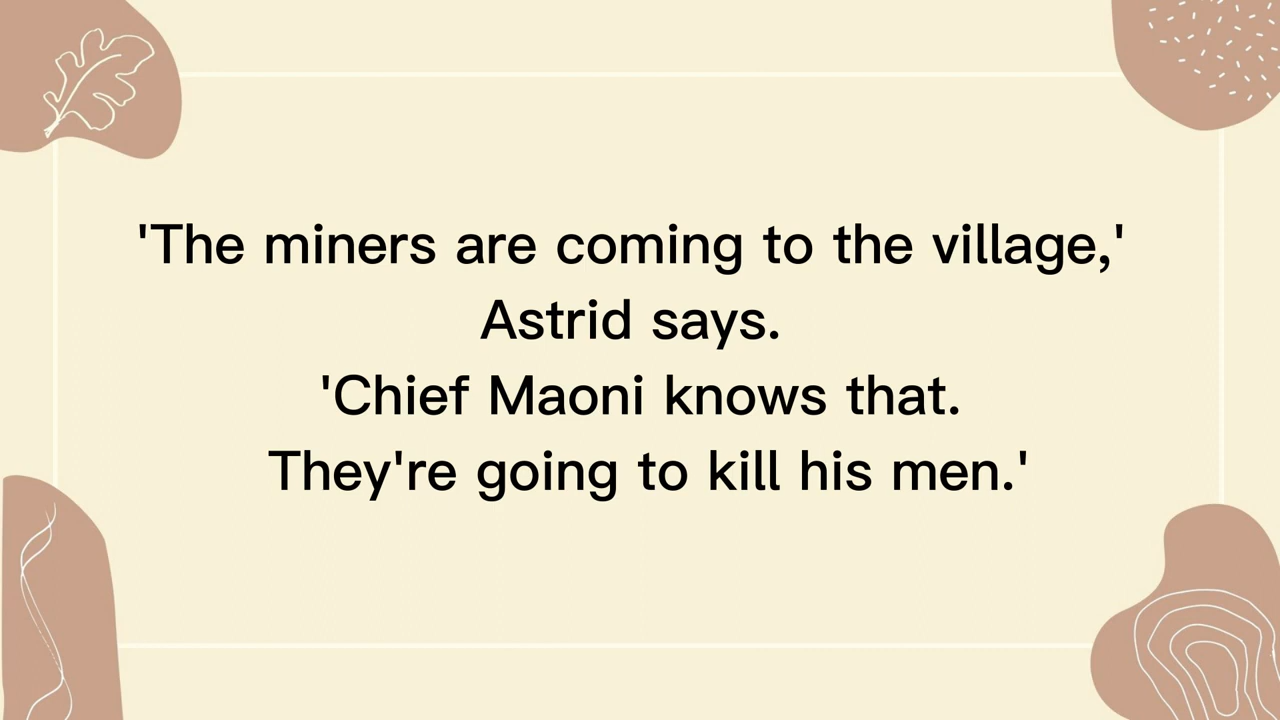 'The miners are coming to the village,'
Astrid says.
'Chief Maoni knows that.
They're going to kill his men.'